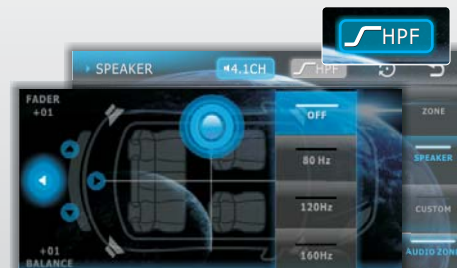 HPF
SPEAKER
4.1CH
HPF
FADER
+01
OFF
80 Hz
120Hz
160Hz
+01
BALANCE
ZONE
SPEAKER
CUSTOM
AUDIO ZONE